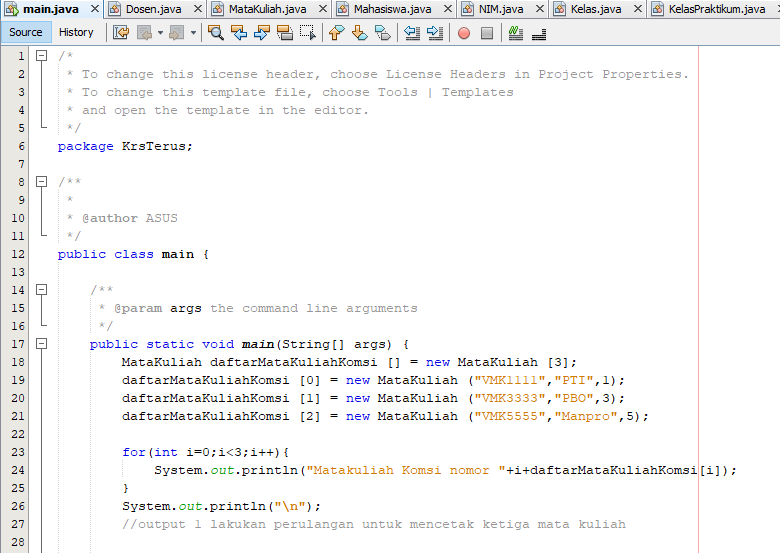 main.java Dosen.java MataKuliah.java Mahasiswa.java NIM.java Kelas.java KelasPraktikum.java
Source History
1 /*
2 * To change this license header, choose License Headers in Project Properties.
3 * To change this template file, choose Tools | Templates
4 * and open the template in the editor.
5 */
6 package KrsTerus;
7
8 /**
9 *
10 * @author ASUS
11 */
12 public class main {
13
14 /**
15 * @param args the command line arguments
16 */
17 public static void main(String[] args) {
18 MataKuliah daftarMataKuliahKomsi [] = new MataKuliah [3];
19 daftarMataKuliahKomsi [0] = new MataKuliah ("VMK1111","PTI",1);
20 daftarMataKuliahKomsi [1] = new MataKuliah ("VMK3333","PBO",3);
21 daftarMataKuliahKomsi [2] = new MataKuliah ("VMK5555","Manpro",5);
22
23 for(int i=0;i<3;i++){
24 System.out.println("Matakuliah Komsi nomor "+i+daftarMataKuliahKomsi[i]);
25 }
26 System.out.println("\n");
27 //output 1 lakukan perulangan untuk mencetak ketiga mata kuliah
28